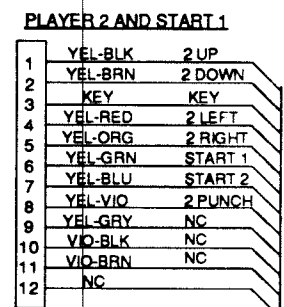 PLAYER 2 AND START 1
1 YEL-BLK 2 UP
2 YEL-BRN 2 DOWN
3 KEY KEY
4 YEL-RED 2 LEFT
5 YEL-ORG 2 RIGHT
6 YEL-GRN START 1
7 YEL-BLU START 2
8 YEL-VIO 2 PUNCH
9 YEL-GRY NC
10 VIO-BLK NC
11 VIO-BRN NC
12 NC